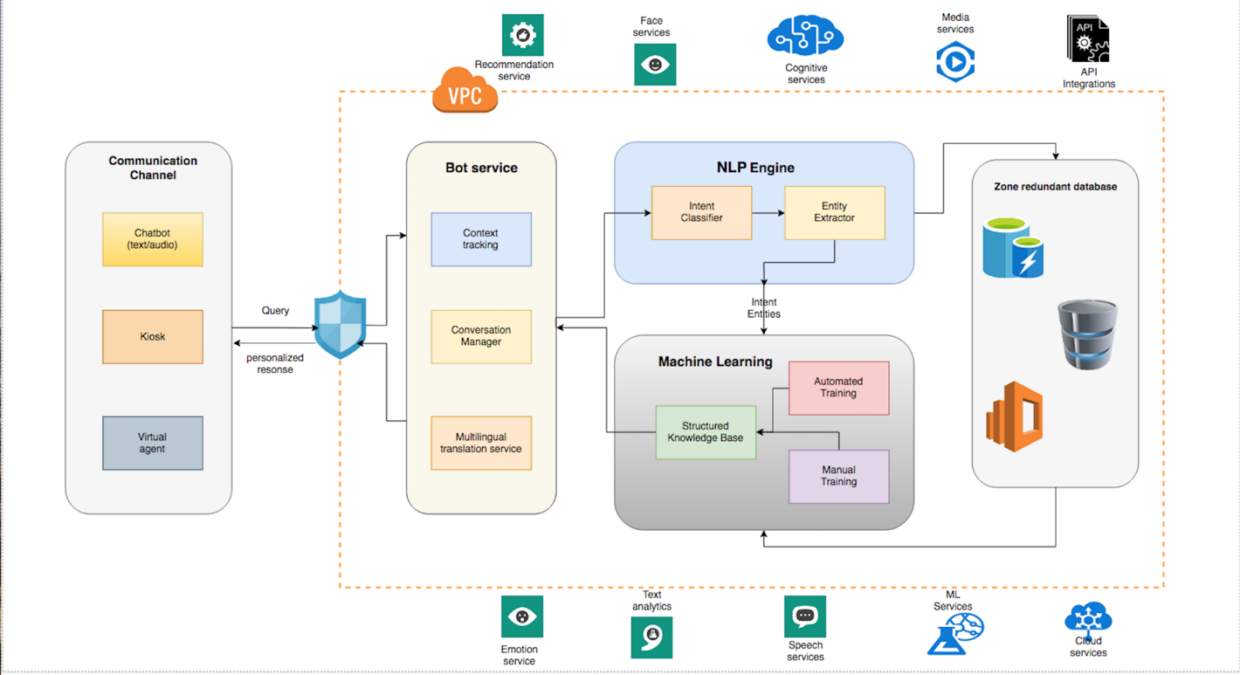 Recommendation
service
Face
services
Cognitive
services
Media
services
API
API
Integrations
VPC
Communication
Channel
Chatbot
(text/audio)
Kiosk
Virtual
agent
Query
personalized
resonse
Bot service
Context
tracking
Conversation
Manager
Multilingual
translation service
NLP Engine
Intent
Classifier
Entity
Extractor
Intent
Entities
Machine Learning
Automated
Training
Structured
Knowledge Base
Manual
Training
Zone redundant database
Emotion
service
Text
analytics
Speech
services
ML
Services
Cloud
services